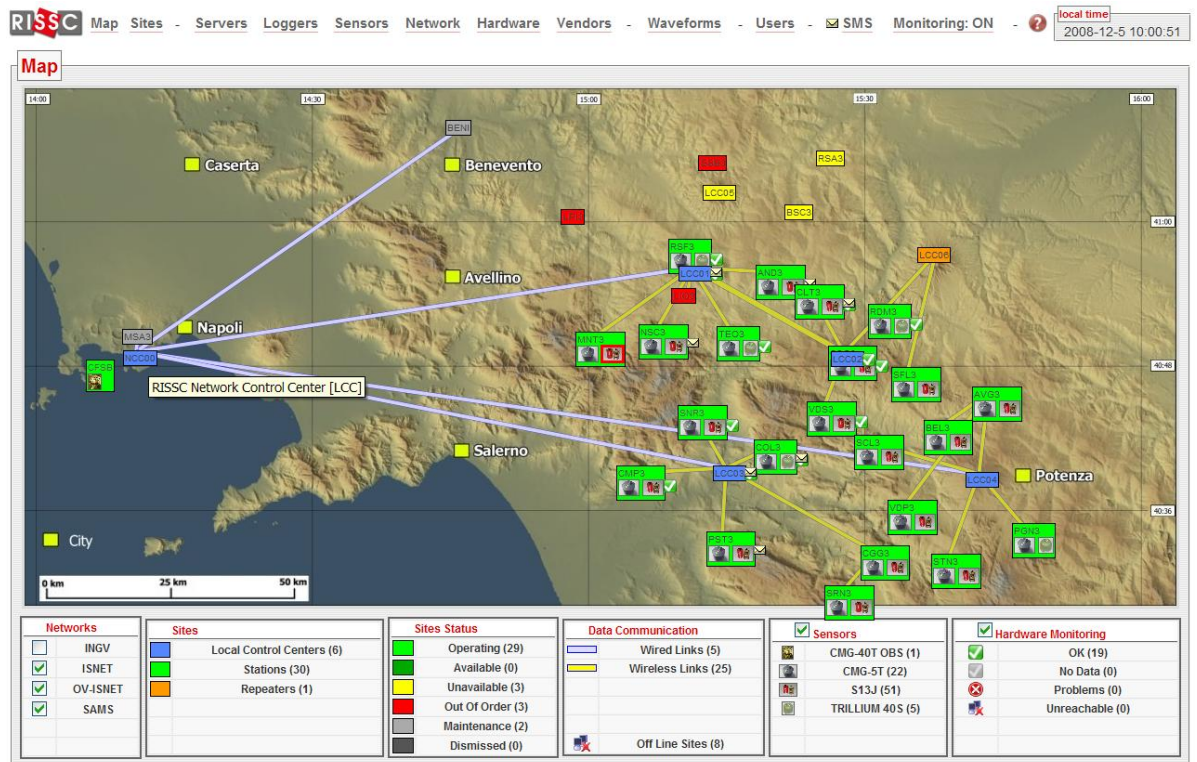 RISSC Map Sites - Servers Loggers Sensors Network Hardware Vendors - Waveforms - Users - SMS Monitoring: ON - ?
local time
2008-12-5 10:00:51
Map
14:00 14:30 15:00 15:30 16:00
BENI
Caserta
Benevento
RSA3
LCC05
BSC3
41:00
RSF3
LCC06
LCC01
AND3
Avellino
CLT3
RDM3
Napoli
MSA3
NSC3
TEO3
MNT3
NCC00
LCC02
40:48
CFSB
SFL3
RISSC Network Control Center [LCC]
AVG3
SNR3
VDS3
BEL3
Salerno
COL3
SCL3
CMP3
LCC03
LCC04
Potenza
VDP3
40:36
City
PST3
PGN3
CGG3
STN3
0 km 25 km 50 km
SRN3
Networks
INGV
ISNET
OV-ISNET
SAMS
Sites
Local Control Centers (6)
Stations (30)
Repeaters (1)
Sites Status
Operating (29)
Available (0)
Unavailable (3)
Out Of Order (3)
Maintenance (2)
Dismissed (0)
Data Communication
Wired Links (5)
Wireless Links (25)
Off Line Sites (8)
Sensors
CMG-40T OBS (1)
CMG-5T (22)
S13J (51)
TRILLIUM 40S (5)
Hardware Monitoring
OK (19)
No Data (0)
Problems (0)
Unreachable (0)